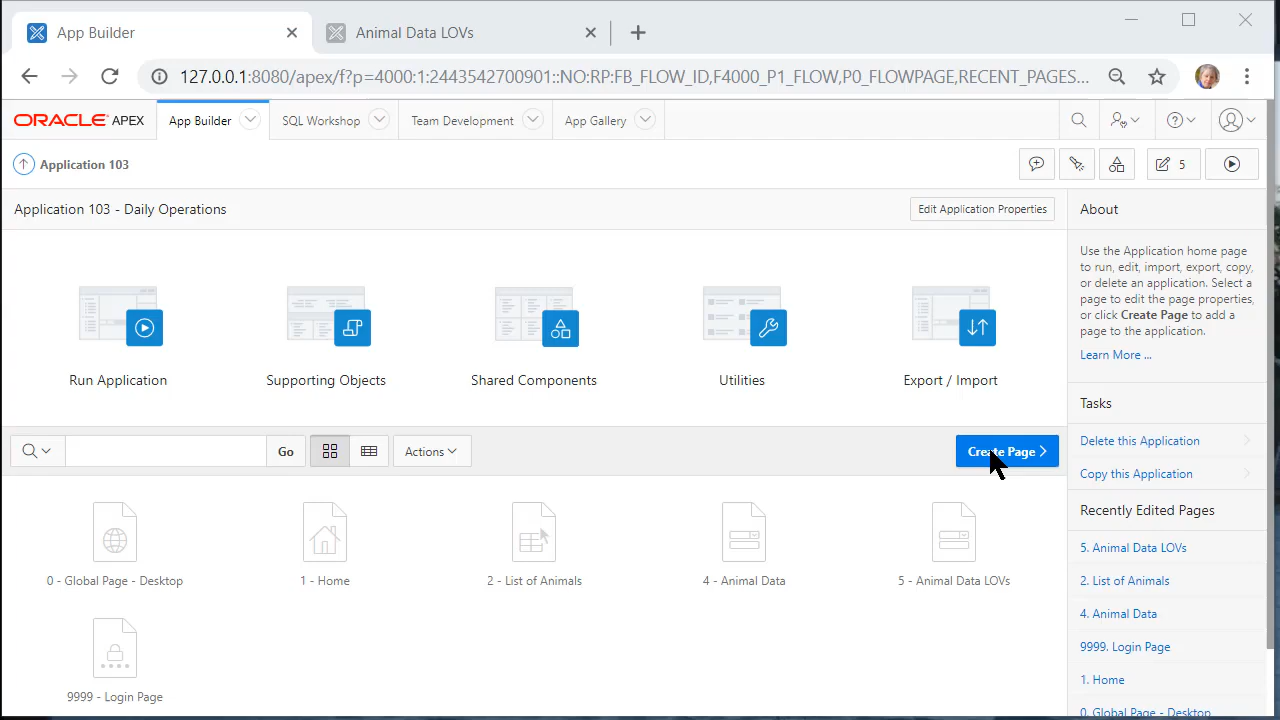 App Builder
Animal Data LOVs
127.0.0.1:8080/apex/f?p=4000:1:2443542700901::NO:RP:FB_FLOW_ID,F4000_P1_FLOW,P0_FLOWPAGE,RECENT_PAGES...
ORACLE APEX
App Builder
SQL Workshop
Team Development
App Gallery
Application 103
5
Application 103 - Daily Operations
Edit Application Properties
About
Use the Application home page
to run, edit, import, export, copy,
or delete an application. Select a
page to edit the page properties,
or click Create Page to add a
page to the application.
Learn More ...
Run Application
Supporting Objects
Shared Components
Utilities
Export / Import
Tasks
Delete this Application
Copy this Application
Go
Actions
Create Page
Recently Edited Pages
5. Animal Data LOVs
2. List of Animals
4. Animal Data
9999. Login Page
1. Home
0. Global Page - Desktop
0 - Global Page - Desktop
1 - Home
2 - List of Animals
4 - Animal Data
5 - Animal Data LOVs
9999 - Login Page